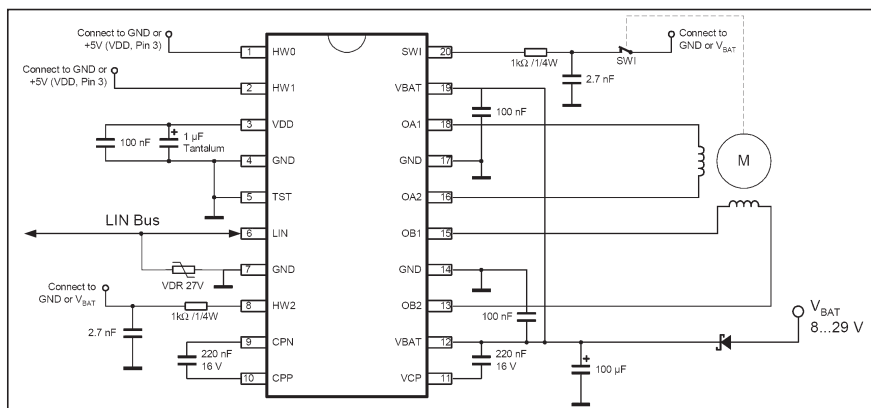 Connect to GND or
+5V (VDD, Pin 3)
Connect to GND or
+5V (VDD, Pin 3)
1 HW0
2 HW1
3 VDD
4 GND
5 TST
6 LIN
7 GND
8 HW2
9 CPN
10 CPP
100 nF
1 µF
Tantalum
LIN Bus
VDR 27V
Connect to
GND or VBAT
1kΩ /1/4W
2.7 nF
220 nF
16 V
SWI 20
VBAT 19
OA1 18
GND 17
OA2 16
OB1 15
GND 14
OB2 13
VBAT 12
VCP 11
1kΩ /1/4W
SWI
Connect to
GND or VBAT
2.7 nF
100 nF
M
100 nF
220 nF
16 V
100 µF
VBAT
8...29 V